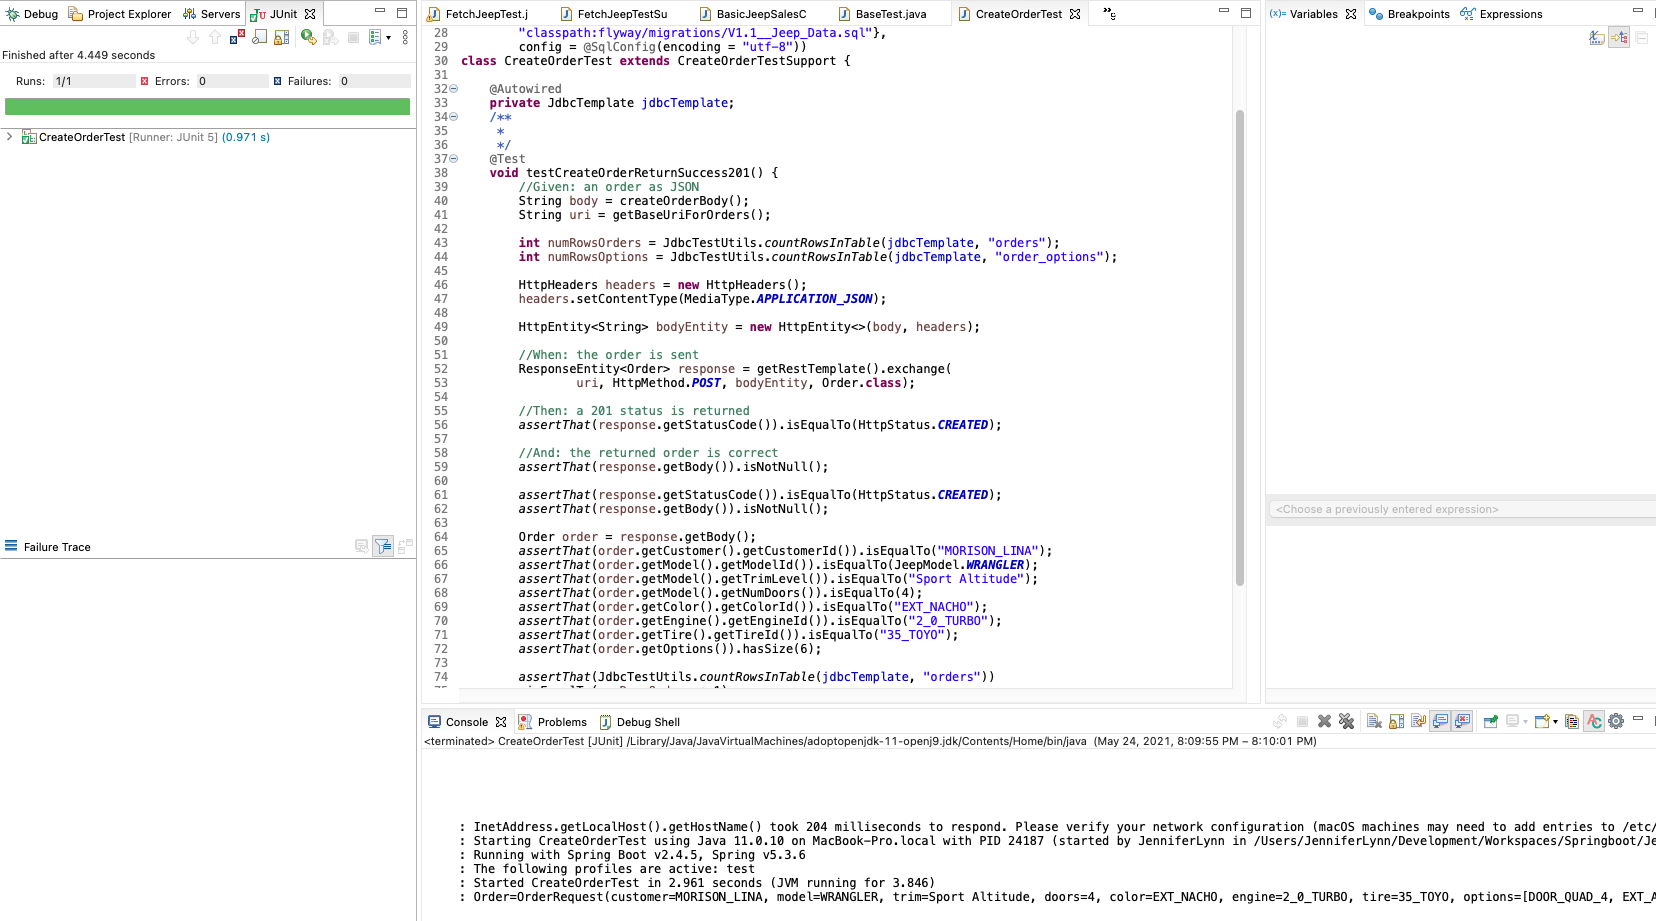 Debug Project Explorer Servers JUnit
Finished after 4.449 seconds
Runs: 1/1 Errors: 0 Failures: 0
CreateOrderTest [Runner: JUnit 5] (0.971 s)
Failure Trace
FetchJeepTest.j FetchJeepTestSu BasicJeepSalesC BaseTest.java CreateOrderTest
28 "classpath:flyway/migrations/V1.1__Jeep_Data.sql"},
29 config = @SqlConfig(encoding = "utf-8"))
30 class CreateOrderTest extends CreateOrderTestSupport {
31
32 @Autowired
33 private JdbcTemplate jdbcTemplate;
34 /**
35 *
36 */
37 @Test
38 void testCreateOrderReturnSuccess201() {
39 //Given: an order as JSON
40 String body = createOrderBody();
41 String uri = getBaseUriForOrders();
42
43 int numRowsOrders = JdbcTestUtils.countRowsInTable(jdbcTemplate, "orders");
44 int numRowsOptions = JdbcTestUtils.countRowsInTable(jdbcTemplate, "order_options");
45
46 HttpHeaders headers = new HttpHeaders();
47 headers.setContentType(MediaType.APPLICATION_JSON);
48
49 HttpEntity<String> bodyEntity = new HttpEntity<>(body, headers);
50
51 //When: the order is sent
52 ResponseEntity<Order> response = getRestTemplate().exchange(
53 uri, HttpMethod.POST, bodyEntity, Order.class);
54
55 //Then: a 201 status is returned
56 assertThat(response.getStatusCode()).isEqualTo(HttpStatus.CREATED);
57
58 //And: the returned order is correct
59 assertThat(response.getBody()).isNotNull();
60
61 assertThat(response.getStatusCode()).isEqualTo(HttpStatus.CREATED);
62 assertThat(response.getBody()).isNotNull();
63
64 Order order = response.getBody();
65 assertThat(order.getCustomer().getCustomerId()).isEqualTo("MORISON_LINA");
66 assertThat(order.getModel().getModelId()).isEqualTo(JeepModel.WRANGLER);
67 assertThat(order.getModel().getTrimLevel()).isEqualTo("Sport Altitude");
68 assertThat(order.getModel().getNumDoors()).isEqualTo(4);
69 assertThat(order.getColor().getColorId()).isEqualTo("EXT_NACHO");
70 assertThat(order.getEngine().getEngineId()).isEqualTo("2_0_TURBO");
71 assertThat(order.getTire().getTireId()).isEqualTo("35_TOYO");
72 assertThat(order.getOptions()).hasSize(6);
73
74 assertThat(JdbcTestUtils.countRowsInTable(jdbcTemplate, "orders"))
Variables Breakpoints Expressions
<Choose a previously entered expression>
Console Problems Debug Shell
<terminated> CreateOrderTest [JUnit] /Library/Java/JavaVirtualMachines/adoptopenjdk-11-openj9.jdk/Contents/Home/bin/java (May 24, 2021, 8:09:55 PM – 8:10:01 PM)
: InetAddress.getLocalHost().getHostName() took 204 milliseconds to respond. Please verify your network configuration (macOS machines may need to add entries to /etc/
: Starting CreateOrderTest using Java 11.0.10 on MacBook-Pro.local with PID 24187 (started by JenniferLynn in /Users/JenniferLynn/Development/Workspaces/Springboot/Je
: Running with Spring Boot v2.4.5, Spring v5.3.6
: The following profiles are active: test
: Started CreateOrderTest in 2.961 seconds (JVM running for 3.846)
: Order=OrderRequest(customer=MORISON_LINA, model=WRANGLER, trim=Sport Altitude, doors=4, color=EXT_NACHO, engine=2_0_TURBO, tire=35_TOYO, options=[DOOR_QUAD_4, EXT_A